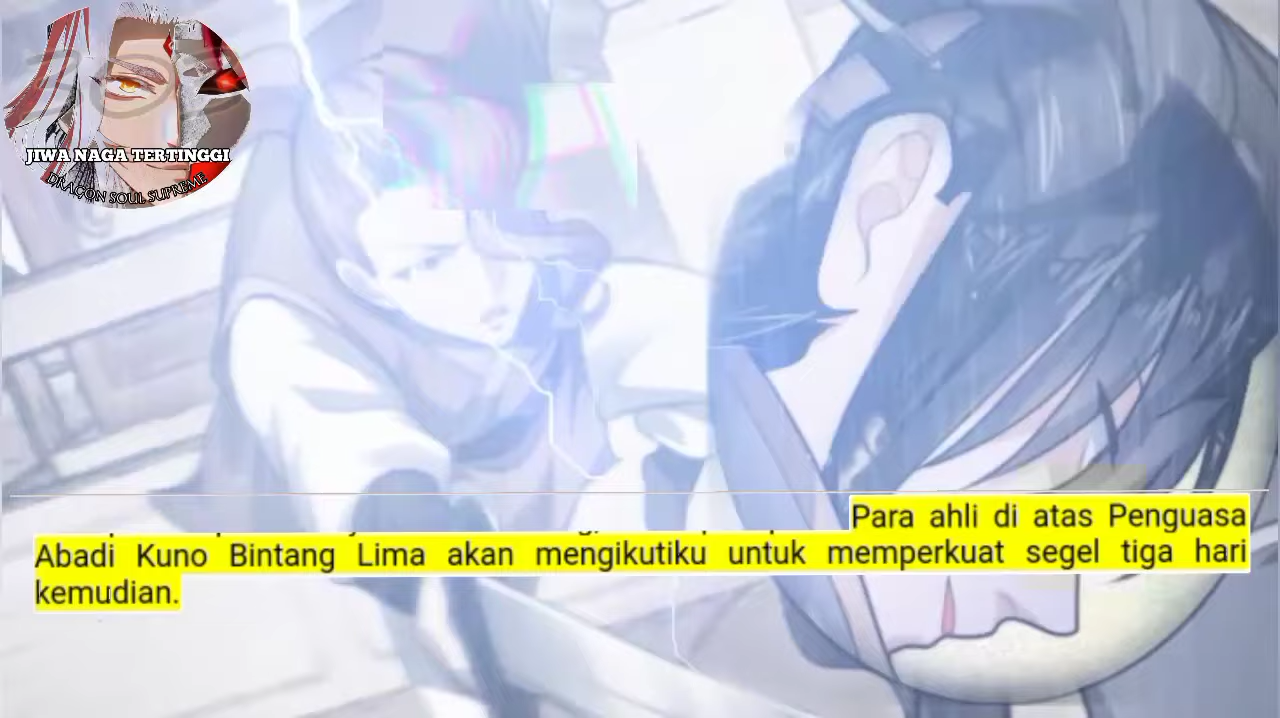 JIWA NAGA TERTINGGI
DRAGON SOUL SUPREME
Para ahli di atas Penguasa
Abadi Kuno Bintang Lima akan mengikutiku untuk memperkuat segel tiga hari
kemudian.